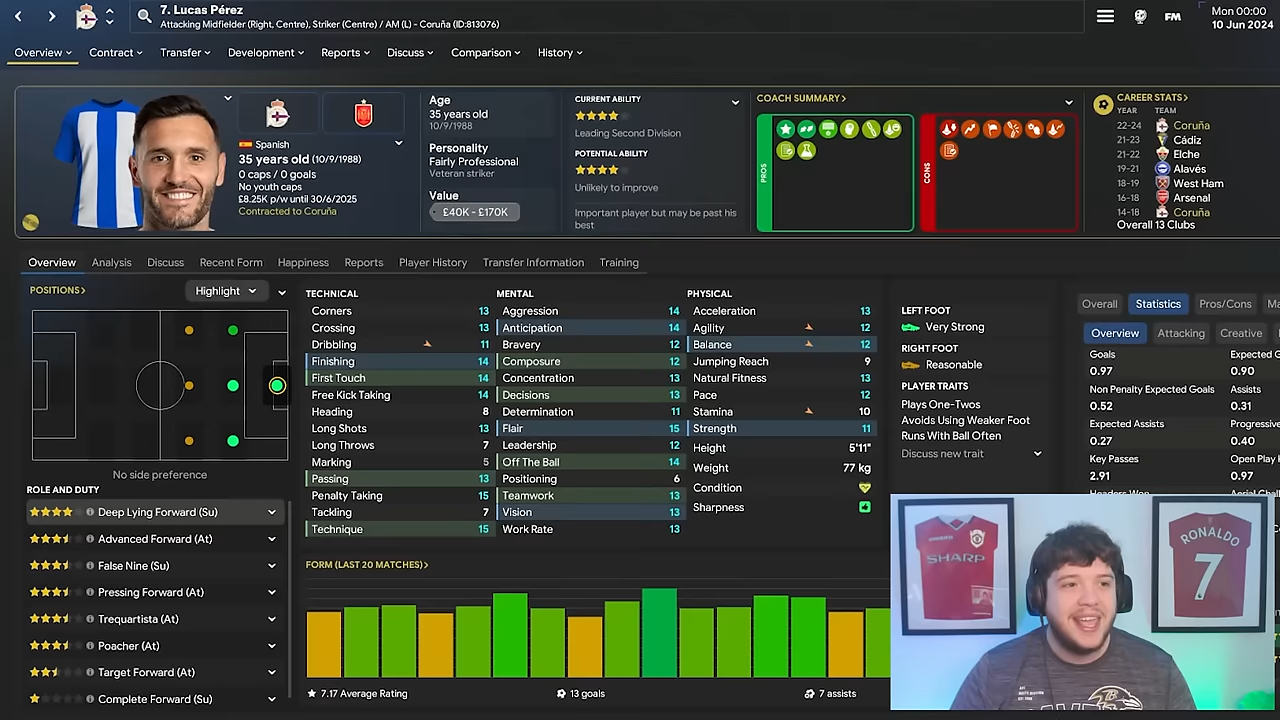 7. Lucas Pérez
Attacking Midfielder (Right, Centre), Striker (Centre) / AM (L) - Coruña (ID:813076)
FM
Mon 00:00
10 Jun 2024
Overview
Contract
Transfer
Development
Reports
Discuss
Comparison
History
Spanish
35 years old (10/9/1988)
0 caps / 0 goals
No youth caps
£8.25K p/w until 30/6/2025
Contracted to Coruña
Age
35 years old
10/9/1988
Personality
Fairly Professional
Veteran striker
Value
£40K - £170K
CURRENT ABILITY
Leading Second Division
POTENTIAL ABILITY
Unlikely to improve
Important player but may be past his
best
COACH SUMMARY>
PROS
CONS
CAREER STATS>
YEAR TEAM
22-24 Coruña
21-23 Cádiz
21-22 Elche
19-21 Alavés
18-19 West Ham
16-18 Arsenal
14-18 Coruña
Overall 13 Clubs
Overview
Analysis
Discuss
Recent Form
Happiness
Reports
Player History
Transfer Information
Training
POSITIONS>
Highlight
No side preference
ROLE AND DUTY
Deep Lying Forward (Su)
Advanced Forward (At)
False Nine (Su)
Pressing Forward (At)
Trequartista (At)
Poacher (At)
Target Forward (At)
Complete Forward (Su)
TECHNICAL
Corners 13
Crossing 13
Dribbling 11
Finishing 14
First Touch 14
Free Kick Taking 14
Heading 8
Long Shots 13
Long Throws 7
Marking 5
Passing 13
Penalty Taking 15
Tackling 7
Technique 15
MENTAL
Aggression 14
Anticipation 14
Bravery 12
Composure 12
Concentration 13
Decisions 13
Determination 11
Flair 15
Leadership 12
Off The Ball 14
Positioning 6
Teamwork 13
Vision 13
Work Rate 13
PHYSICAL
Acceleration 13
Agility 12
Balance 12
Jumping Reach 9
Natural Fitness 13
Pace 12
Stamina 10
Strength 11
Height 5'11"
Weight 77 kg
Condition
Sharpness
LEFT FOOT
Very Strong
RIGHT FOOT
Reasonable
PLAYER TRAITS
Plays One-Twos
Avoids Using Weaker Foot
Runs With Ball Often
Discuss new trait
Overall
Statistics
Pros/Cons
Overview
Attacking
Creative
Goals
0.97
Expected G
0.90
Non Penalty Expected Goals
0.52
Assists
0.31
Expected Assists
0.27
Progressive
0.40
Key Passes
2.91
Open Play
0.97
FORM (LAST 20 MATCHES)>
7.17 Average Rating
13 goals
7 assists
SHARP
RONALDO
7